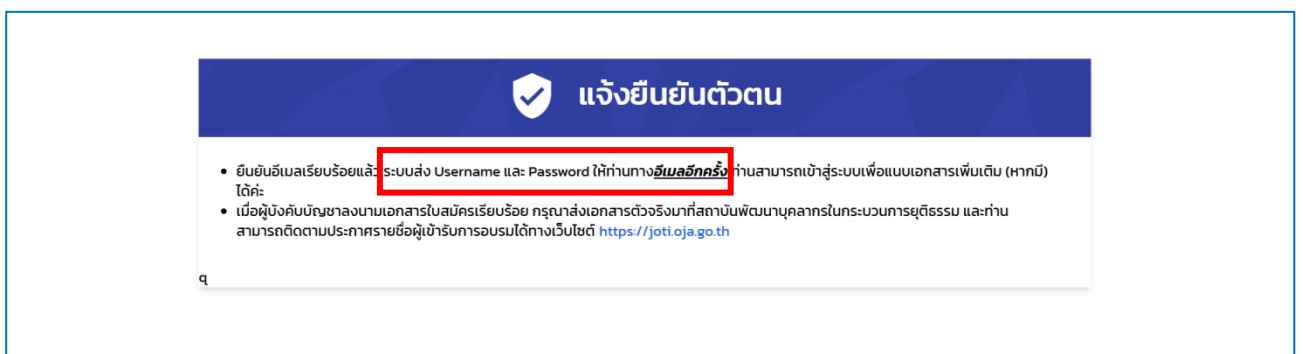 แจ้งยืนยันตัวตน
• ยืนยันอีเมลเรียบร้อยแล้ว ระบบส่ง Username และ Password ให้ท่านทางอีเมลอีกครั้ง ท่านสามารถเข้าสู่ระบบเพื่อแนบเอกสารเพิ่มเติม (หากมี)
ได้ค่ะ
• เมื่อผู้บังคับบัญชาลงนามเอกสารใบสมัครเรียบร้อย กรุณาส่งเอกสารตัวจริงมาที่สถาบันพัฒนาบุคลากรในกระบวนการยุติธรรม และท่าน
สามารถติดตามประกาศรายชื่อผู้เข้ารับการอบรมได้ทางเว็บไซต์ https://joti.oja.go.th
q